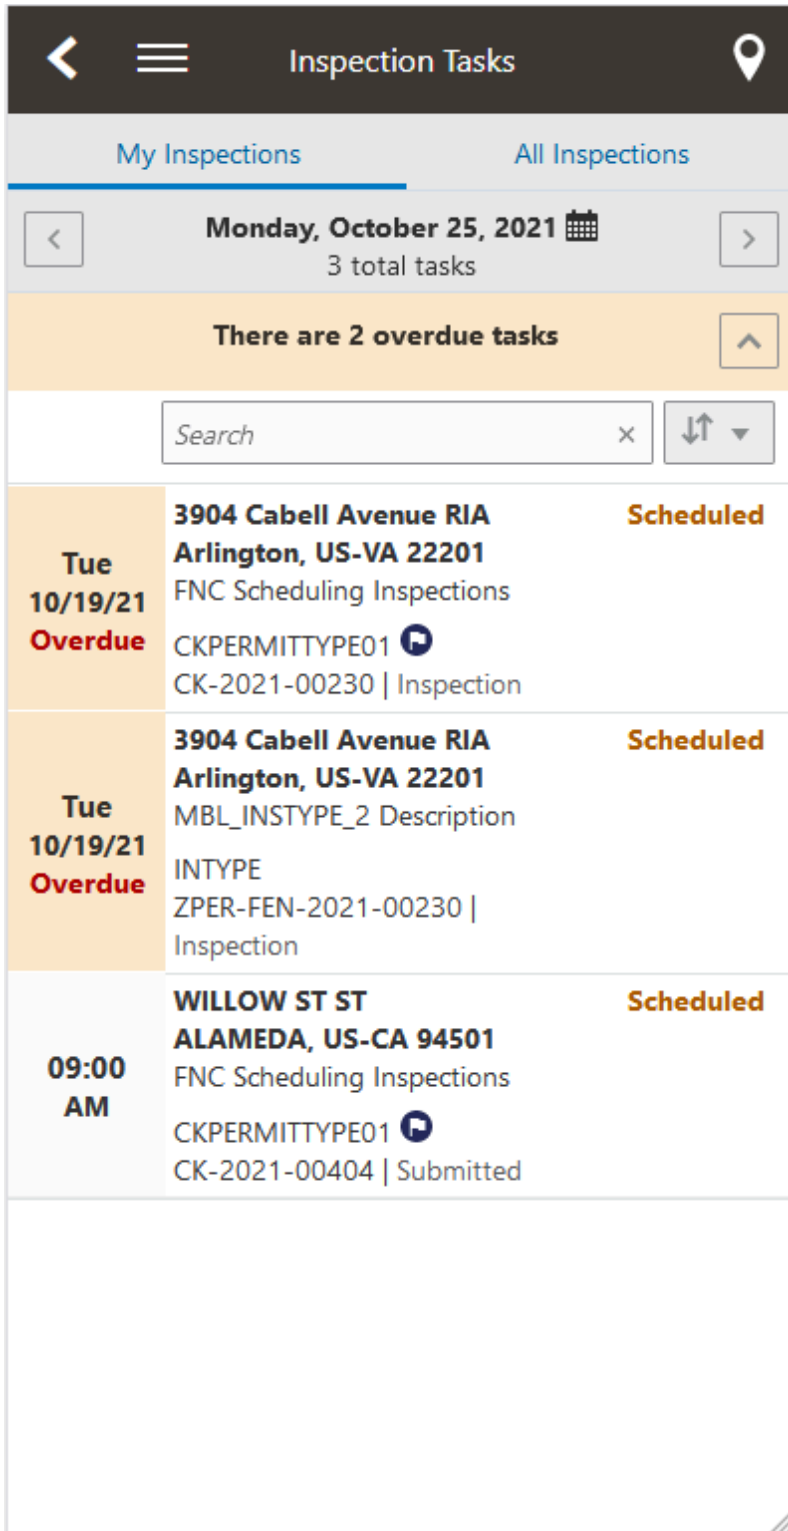 Inspection Tasks
My Inspections
All Inspections
Monday, October 25, 2021
3 total tasks
There are 2 overdue tasks
Search
Tue
10/19/21
Overdue
3904 Cabell Avenue RIA
Arlington, US-VA 22201
FNC Scheduling Inspections
CKPERMITTYPE01
CK-2021-00230 | Inspection
Scheduled
Tue
10/19/21
Overdue
3904 Cabell Avenue RIA
Arlington, US-VA 22201
MBL_INSTYPE_2 Description
INTYPE
ZPER-FEN-2021-00230 |
Inspection
Scheduled
09:00
AM
WILLOW ST ST
ALAMEDA, US-CA 94501
FNC Scheduling Inspections
CKPERMITTYPE01
CK-2021-00404 | Submitted
Scheduled